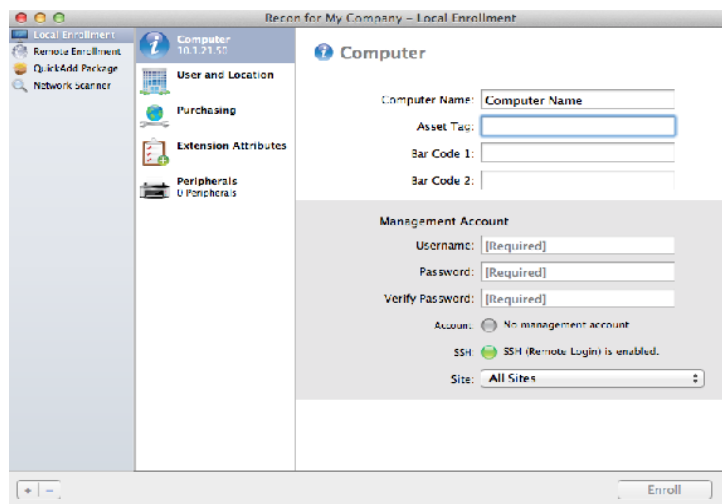 Recon for My Company – Local Enrollment
Local Enrollment
Remote Enrollment
QuickAdd Package
Network Scanner
Computer
10.1.21.50
User and Location
Purchasing
Extension Attributes
Peripherals
0 Peripherals
Computer
Computer Name: Computer Name
Asset Tag:
Bar Code 1:
Bar Code 2:
Management Account
Username: [Required]
Password: [Required]
Verify Password: [Required]
Account: No management account
SSH: SSH (Remote Login) is enabled.
Site: All Sites
+ –
Enroll